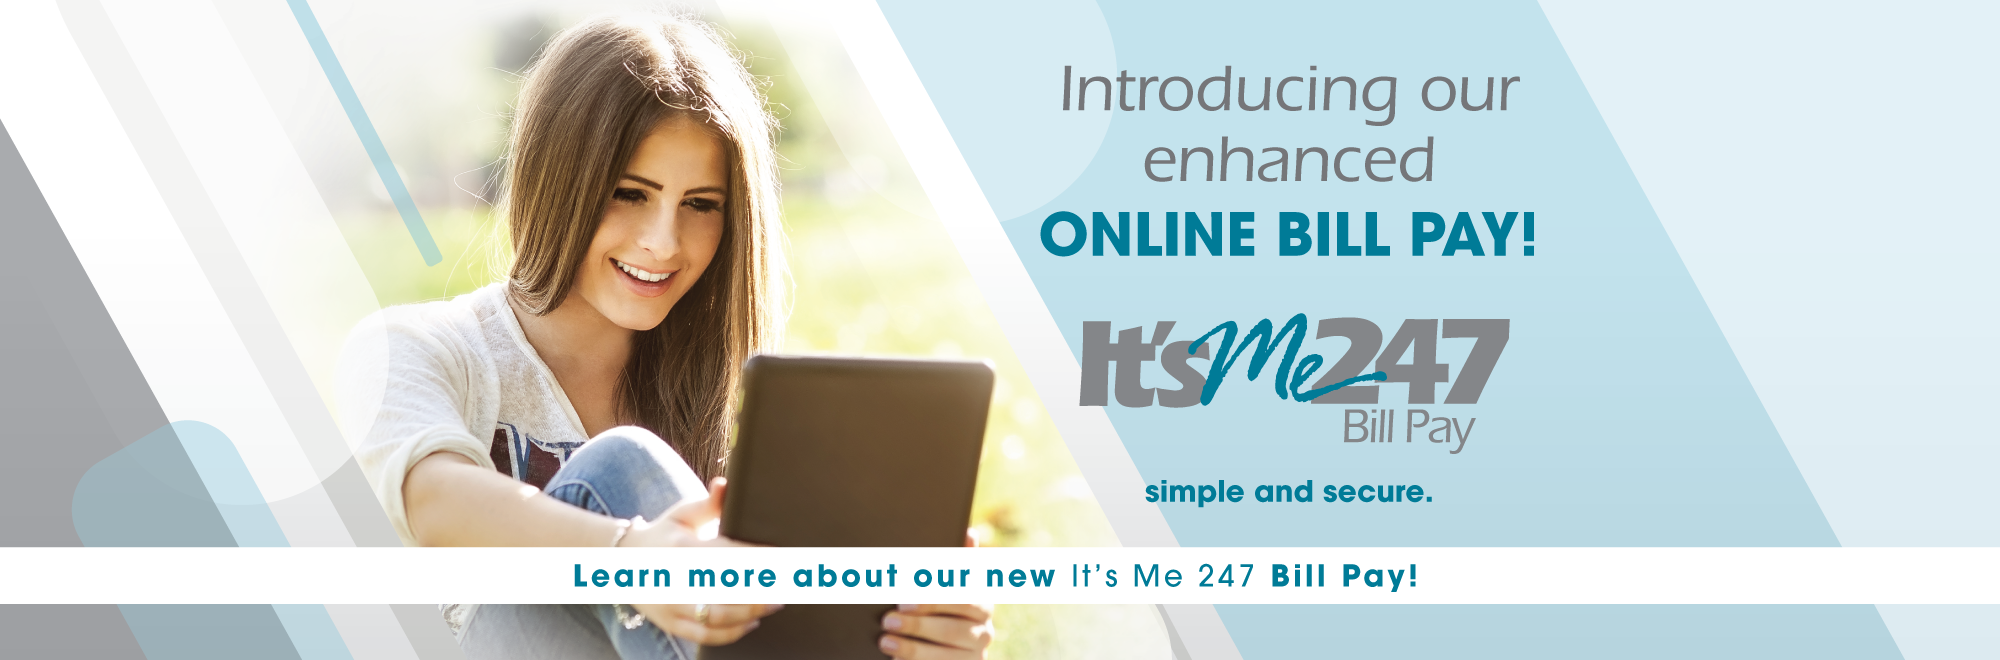 Introducing our
enhanced
ONLINE BILL PAY!
It's Me 247
Bill Pay
simple and secure.
Learn more about our new It's Me 247 Bill Pay!